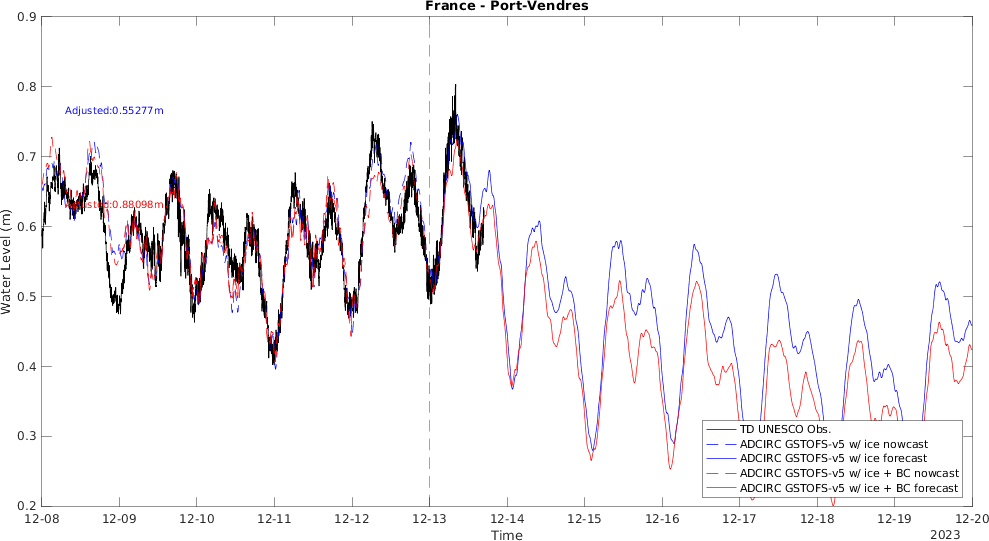 France - Port-Vendres
0.9
0.8
0.7
0.6
0.5
0.4
0.3
0.2
Water Level (m)
Adjusted:0.55277m
Adjusted:0.88098m
TD UNESCO Obs.
ADCIRC GSTOFS-v5 w/ ice nowcast
ADCIRC GSTOFS-v5 w/ ice forecast
ADCIRC GSTOFS-v5 w/ ice + BC nowcast
ADCIRC GSTOFS-v5 w/ ice + BC forecast
12-08 12-09 12-10 12-11 12-12 12-13 12-14 12-15 12-16 12-17 12-18 12-19 12-20
Time
2023